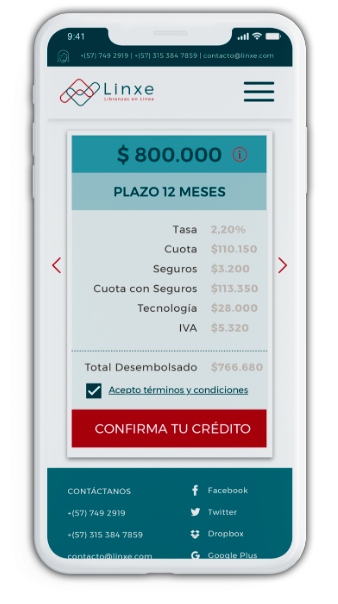 9:41
+(57) 749 2919 | +(57) 315 384 7859 | contacto@linxe.com
Linxe
Libranzas en Línea
$ 800.000
PLAZO 12 MESES
Tasa 2,20%
Cuota $110.150
Seguros $3.200
Cuota con Seguros $113.350
Tecnología $28.000
IVA $5.320
Total Desembolsado $766.680
Acepto términos y condiciones
CONFIRMA TU CRÉDITO
CONTÁCTANOS
Facebook
+(57) 749 2919
Twitter
+(57) 315 384 7859
Dropbox
contacto@linxe.com
Google Plus